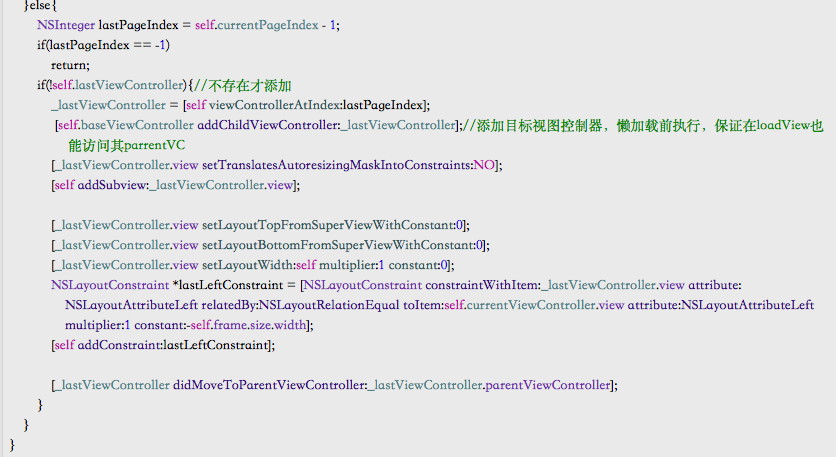 }else{
NSInteger lastPageIndex = self.currentPageIndex - 1;
if(lastPageIndex == -1)
return;
if(!self.lastViewController){//不存在才添加
_lastViewController = [self viewControllerAtIndex:lastPageIndex];
[self.baseViewController addChildViewController:_lastViewController];//添加目标视图控制器，懒加载前执行，保证在loadView也
能访问其parrentVC
[_lastViewController.view setTranslatesAutoresizingMaskIntoConstraints:NO];
[self addSubview:_lastViewController.view];
[_lastViewController.view setLayoutTopFromSuperViewWithConstant:0];
[_lastViewController.view setLayoutBottomFromSuperViewWithConstant:0];
[_lastViewController.view setLayoutWidth:self multiplier:1 constant:0];
NSLayoutConstraint *lastLeftConstraint = [NSLayoutConstraint constraintWithItem:_lastViewController.view attribute:
NSLayoutAttributeLeft relatedBy:NSLayoutRelationEqual toItem:self.currentViewController.view attribute:NSLayoutAttributeLeft
multiplier:1 constant:-self.frame.size.width];
[self addConstraint:lastLeftConstraint];
[_lastViewController didMoveToParentViewController:_lastViewController.parentViewController];
}
}
}